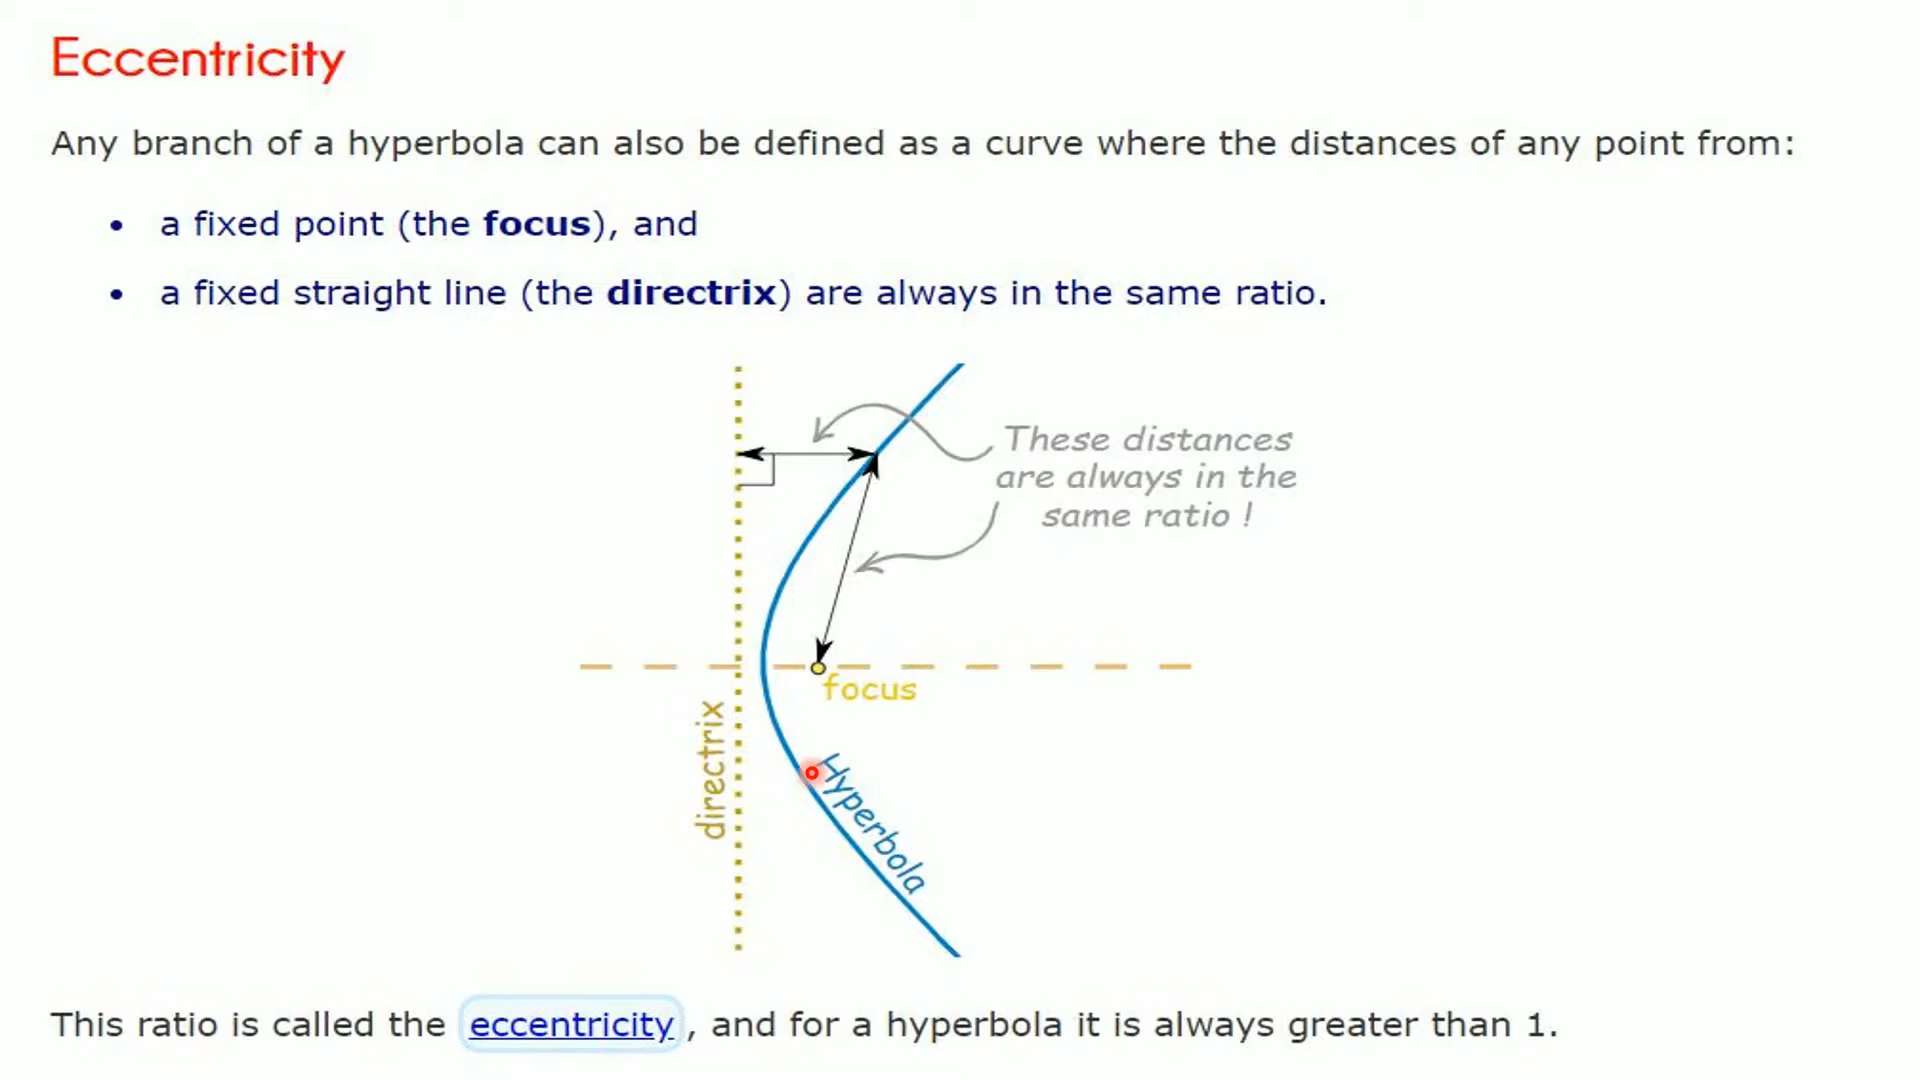 Eccentricity
Any branch of a hyperbola can also be defined as a curve where the distances of any point from:
• a fixed point (the focus), and
• a fixed straight line (the directrix) are always in the same ratio.
These distances
are always in the
same ratio !
focus
directrix
Hyperbola
This ratio is called the eccentricity , and for a hyperbola it is always greater than 1.